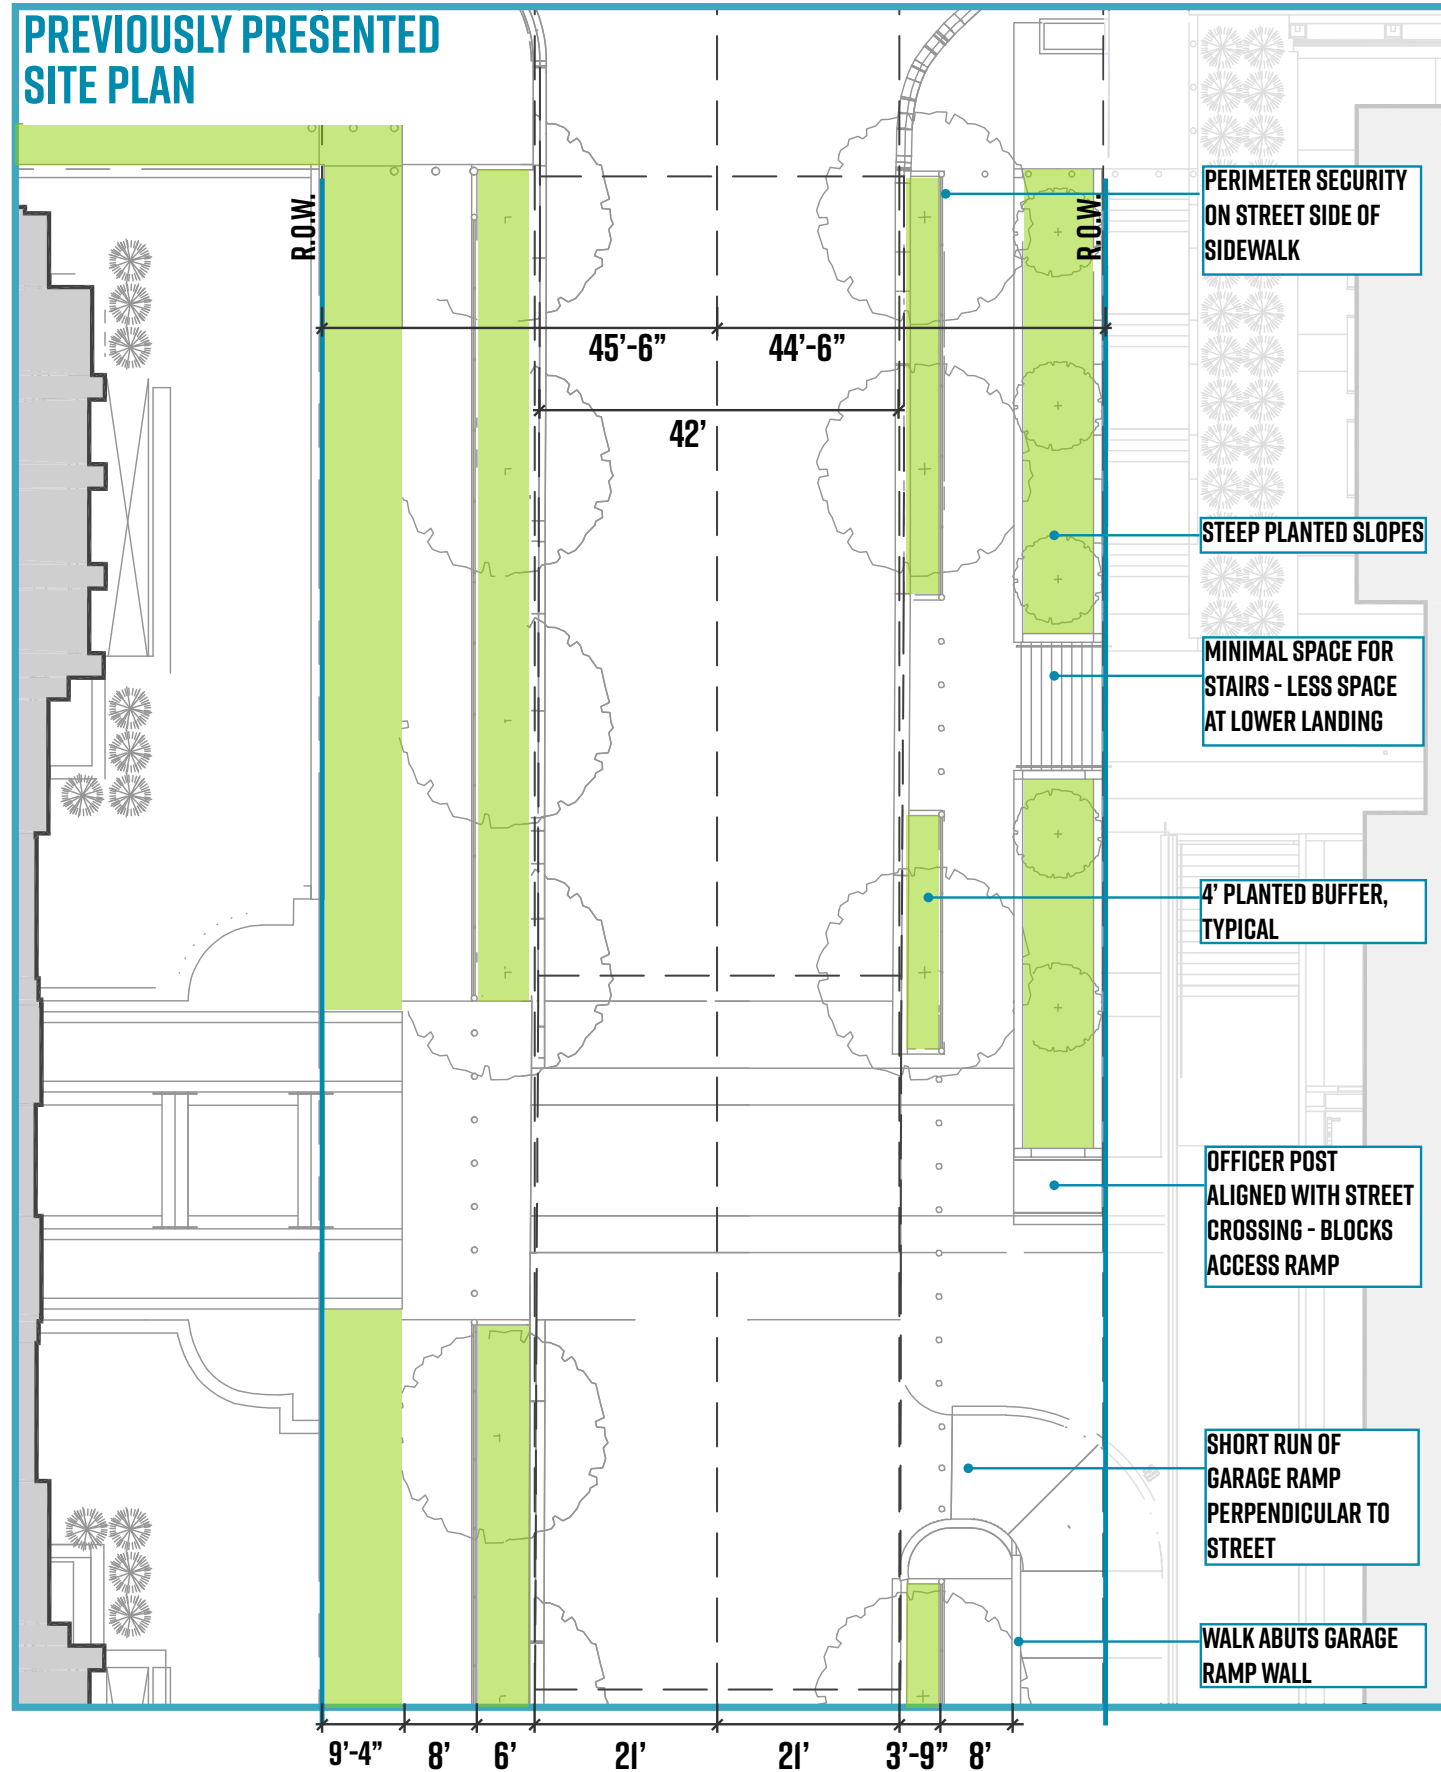 PREVIOUSLY PRESENTED
SITE PLAN
R.O.W.
R.O.W.
PERIMETER SECURITY
ON STREET SIDE OF
SIDEWALK
45'-6”
44'-6”
42'
STEEP PLANTED SLOPES
MINIMAL SPACE FOR
STAIRS - LESS SPACE
AT LOWER LANDING
4' PLANTED BUFFER,
TYPICAL
OFFICER POST
ALIGNED WITH STREET
CROSSING - BLOCKS
ACCESS RAMP
SHORT RUN OF
GARAGE RAMP
PERPENDICULAR TO
STREET
WALK ABUTS GARAGE
RAMP WALL
9'-4” 8' 6' 21' 21' 3'-9” 8'